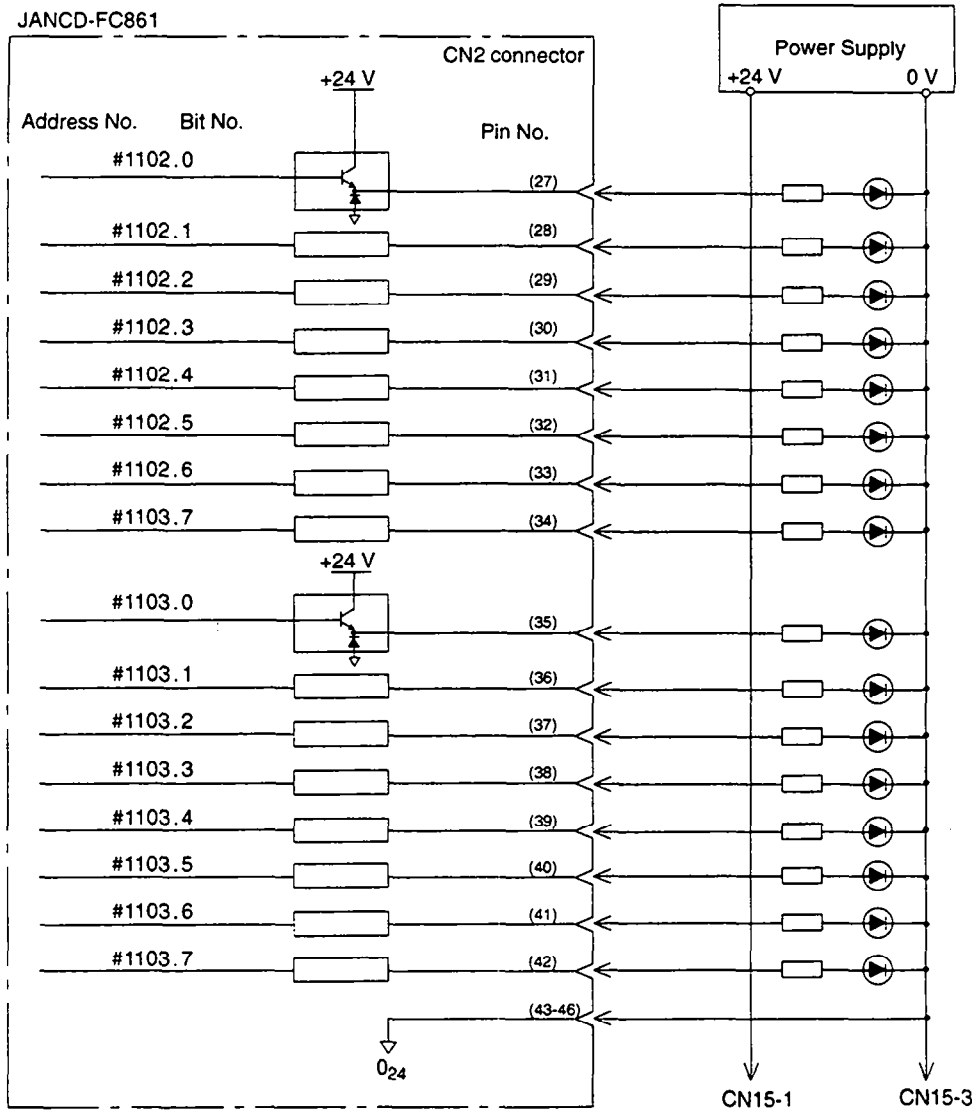 JANCD-FC861
CN2 connector
Power Supply
+24 V 0 V
+24 V
Address No. Bit No. Pin No.
#1102.0 (27)
#1102.1 (28)
#1102.2 (29)
#1102.3 (30)
#1102.4 (31)
#1102.5 (32)
#1102.6 (33)
#1103.7 (34)
+24 V
#1103.0 (35)
#1103.1 (36)
#1103.2 (37)
#1103.3 (38)
#1103.4 (39)
#1103.5 (40)
#1103.6 (41)
#1103.7 (42)
(43-46)
024
CN15-1 CN15-3